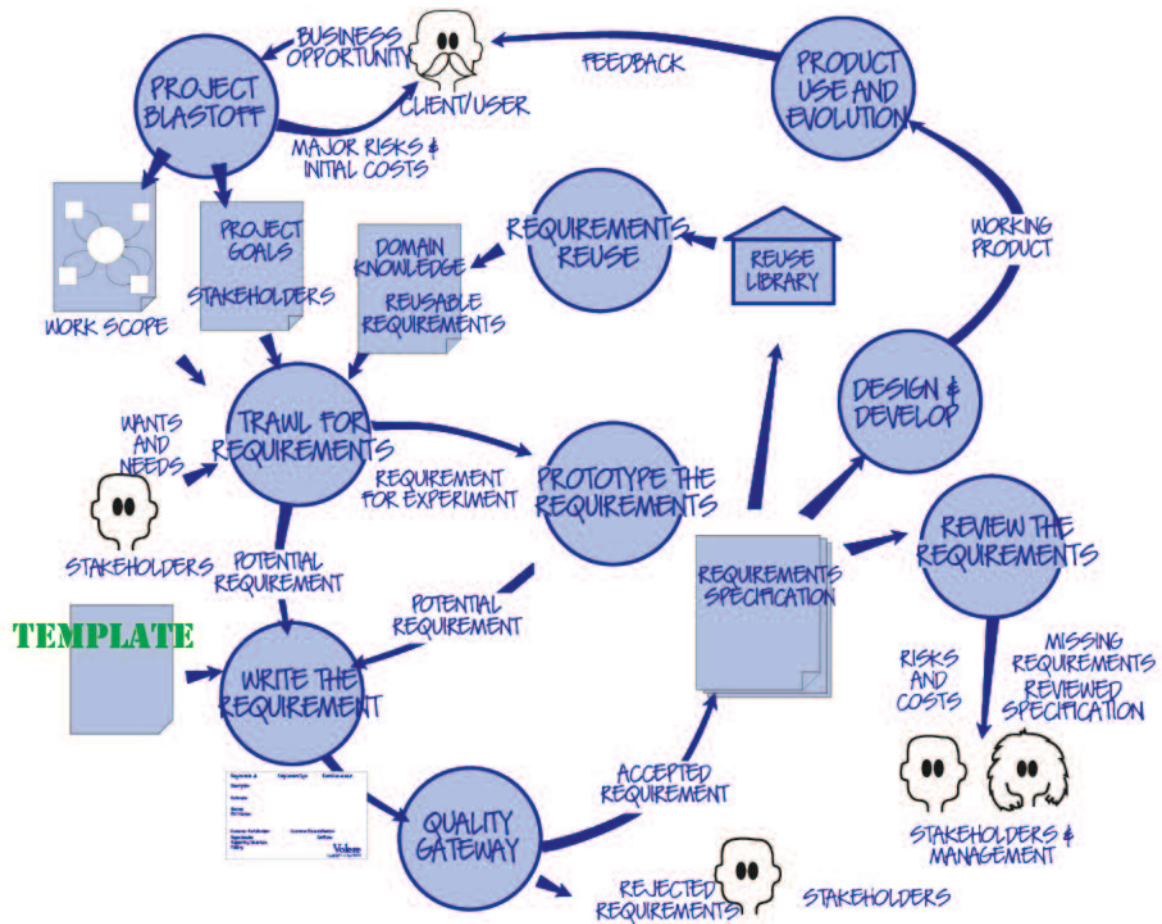 BUSINESS
OPPORTUNITY
CLIENT/USER
FEEDBACK
PRODUCT
USE AND
EVOLUTION
PROJECT
BLASTOFF
MAJOR RISKS &
INITIAL COSTS
WORK SCOPE
PROJECT
GOALS
STAKEHOLDERS
DOMAIN
KNOWLEDGE
REUSABLE
REQUIREMENTS
REQUIREMENTS
REUSE
REUSE
LIBRARY
WORKING
PRODUCT
DESIGN &
DEVELOP
WANTS
AND
NEEDS
STAKEHOLDERS
TRAWL FOR
REQUIREMENTS
REQUIREMENT
FOR EXPERIMENT
PROTOTYPE THE
REQUIREMENTS
REVIEW THE
REQUIREMENTS
POTENTIAL
REQUIREMENT
POTENTIAL
REQUIREMENT
REQUIREMENTS
SPECIFICATION
TEMPLATE
WRITE THE
REQUIREMENT
RISKS
AND
COSTS
MISSING
REQUIREMENTS
REVIEWED
SPECIFICATION
STAKEHOLDERS &
MANAGEMENT
Volere
QUALITY
GATEWAY
ACCEPTED
REQUIREMENT
REJECTED
REQUIREMENTS
STAKEHOLDERS